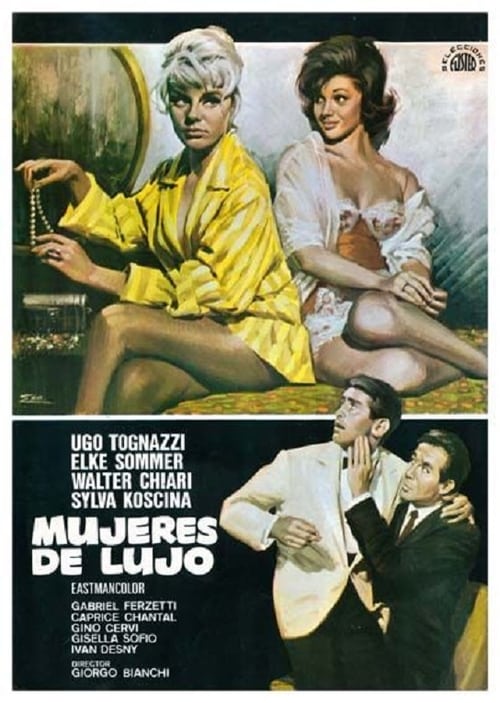 SELECCIONES
FUSTER
UGO TOGNAZZI
ELKE SOMMER
WALTER CHIARI
SYLVA KOSCINA
MUJERES
DE LUJO
EASTMANCOLOR
GABRIEL FERZETTI
CAPRICE CHANTAL
GINO CERVI
GISELLA SOFIO
IVAN DESNY
DIRECTOR
GIORGO BIANCHI